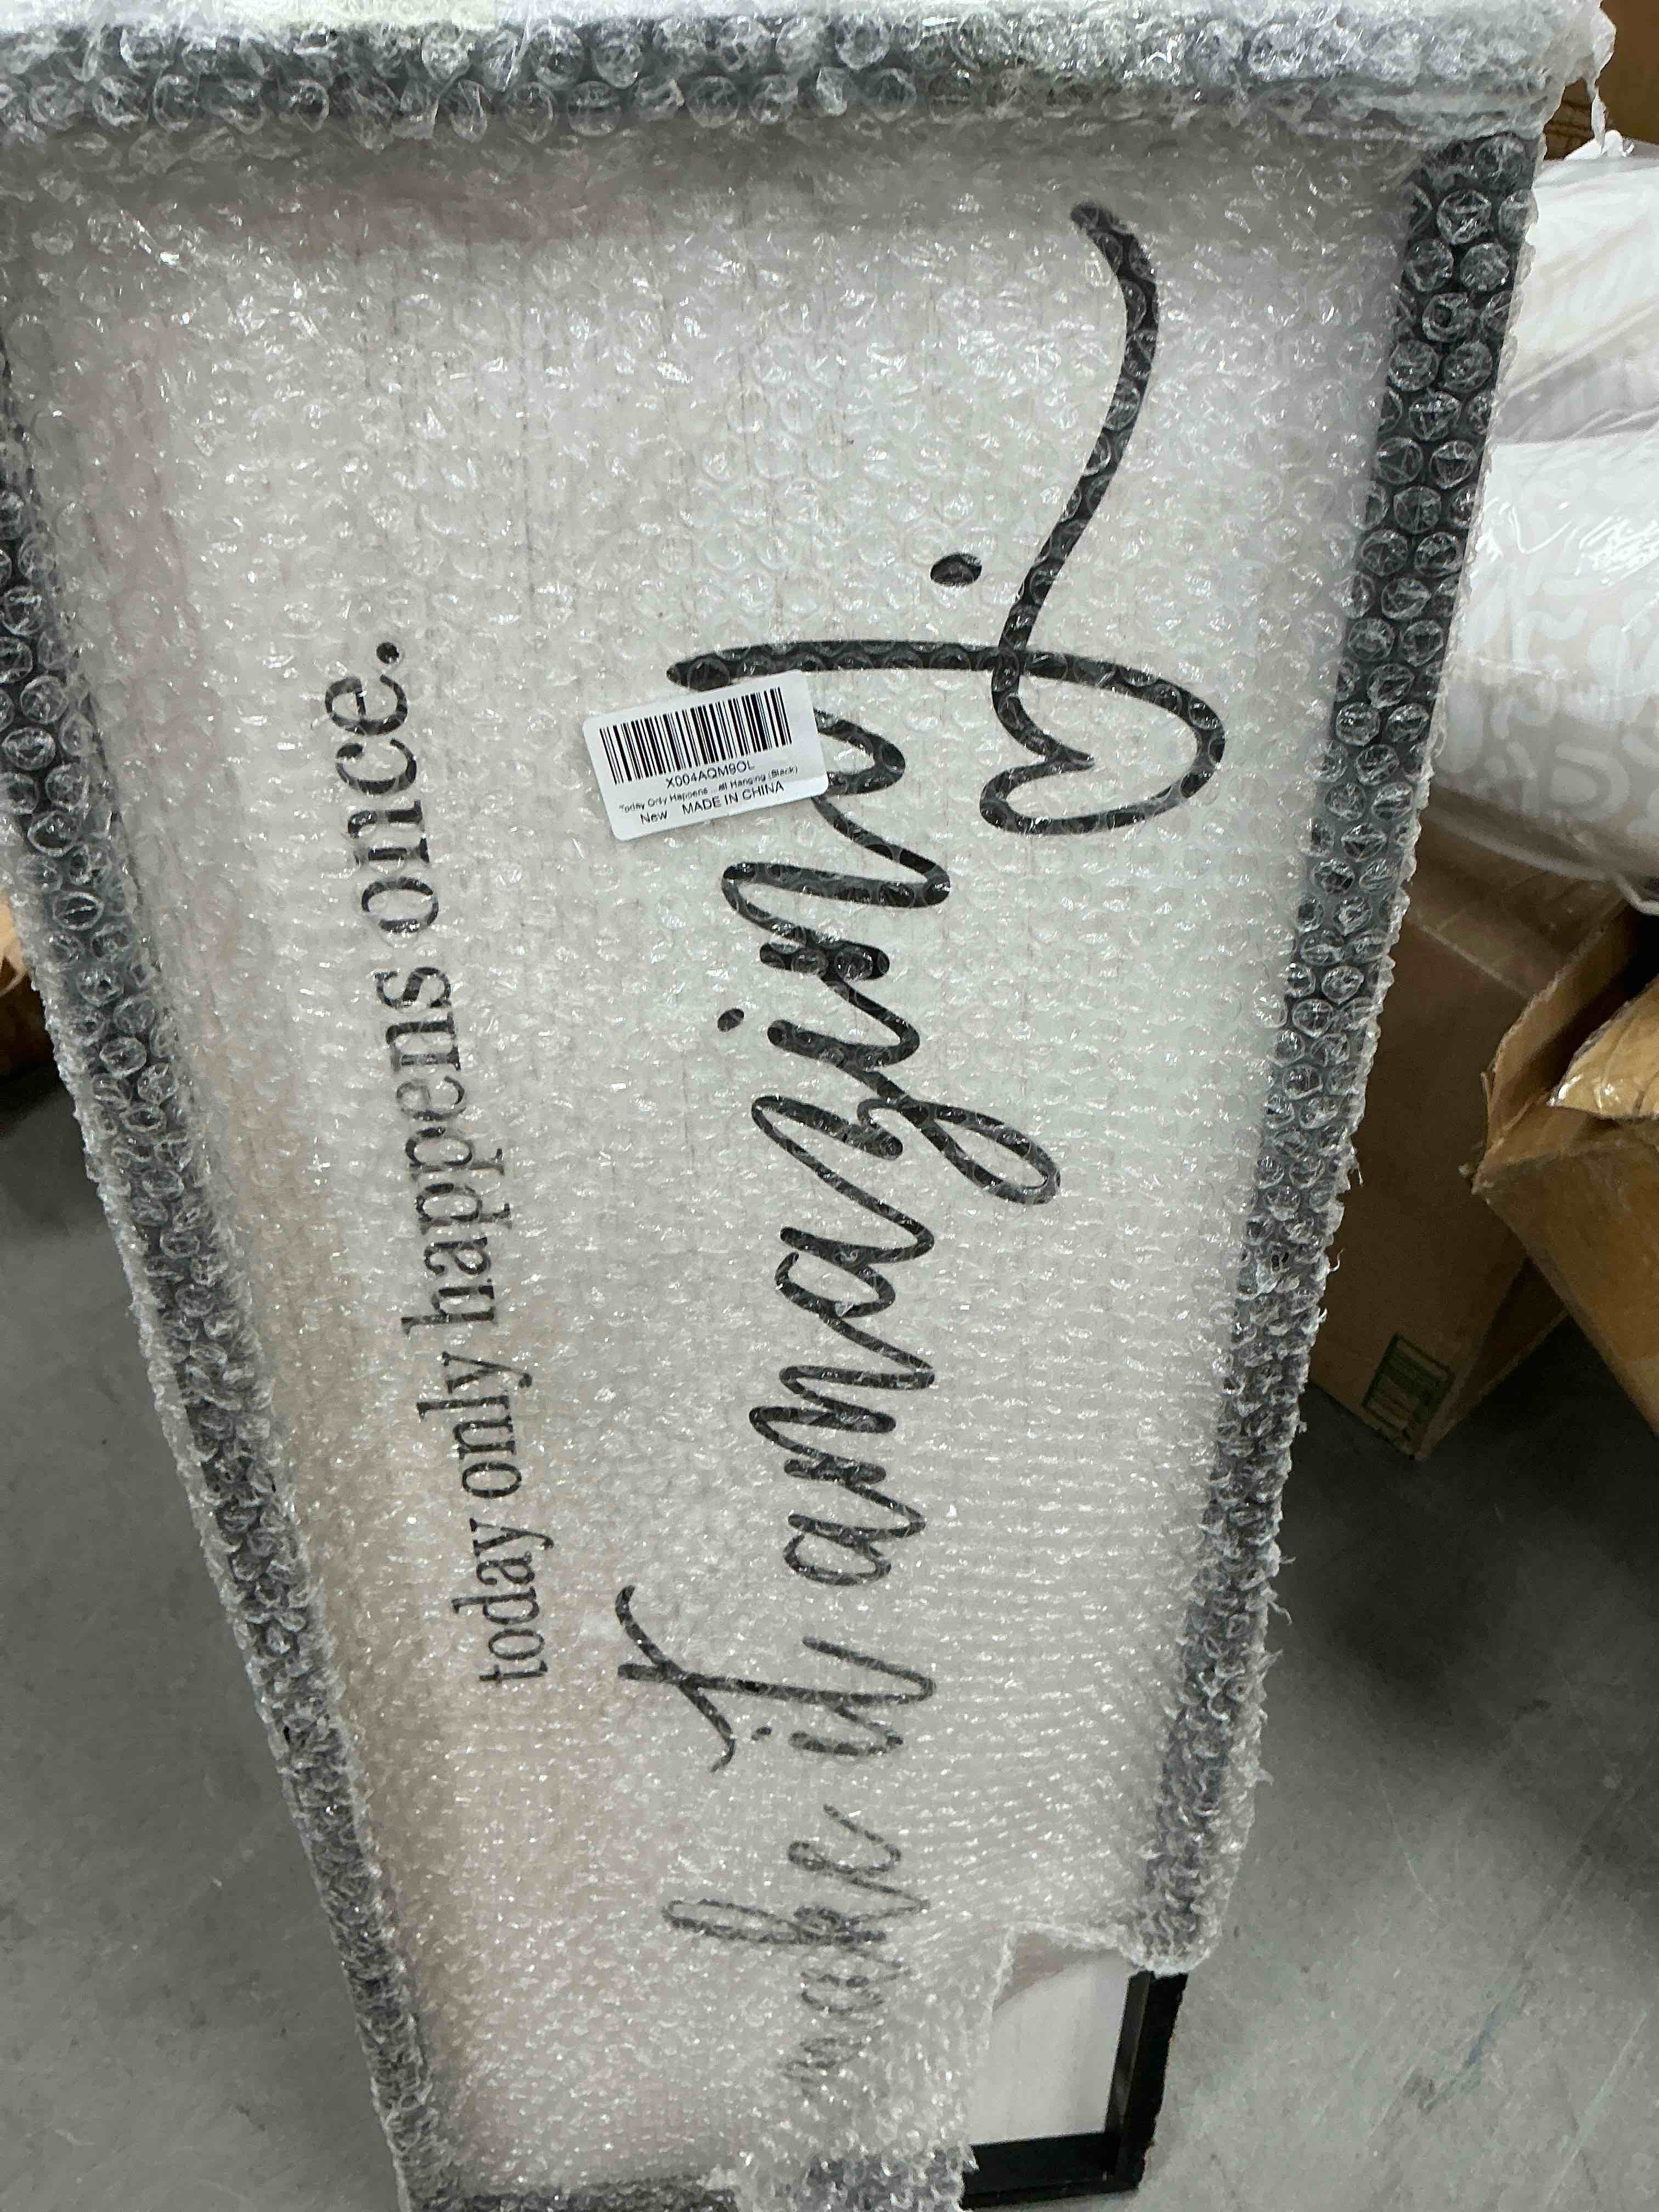 today only happens once.
make it amazing
X004AQM9OL
Today Only Happens ...all Hanging (Black)
New MADE IN CHINA